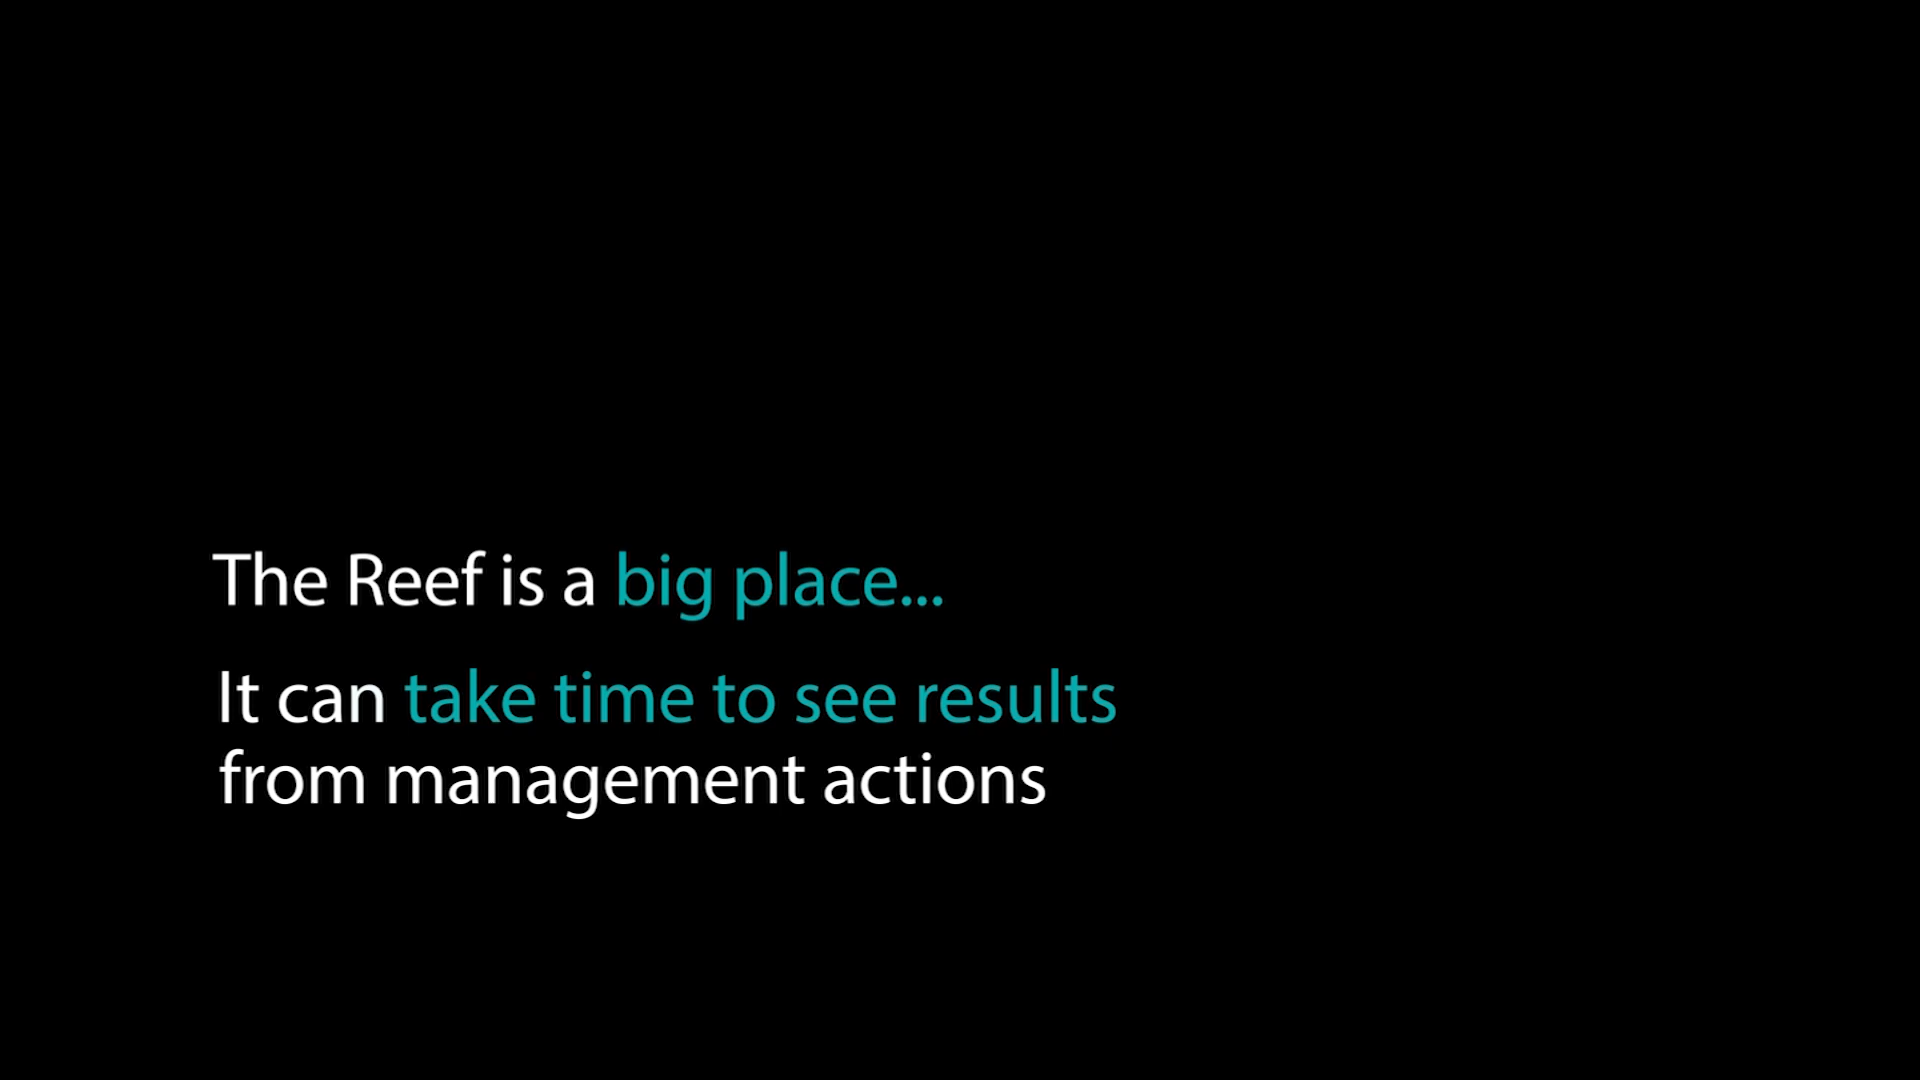 The Reef is a big place...
It can take time to see results
from management actions